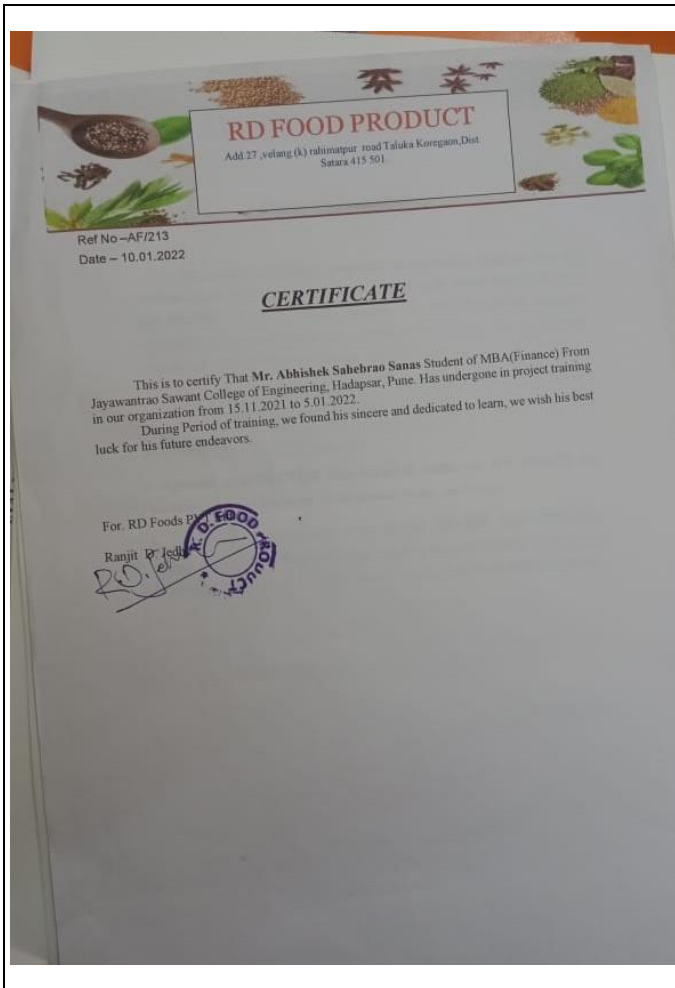 RD FOOD PRODUCT
Add.27 ,velang (k) rahimatpur road Taluka Koregaon,Dist.
Satara 415 501.
Ref No –AF/213
Date – 10.01.2022
CERTIFICATE
This is to certify That Mr. Abhishek Sahebrao Sanas Student of MBA(Finance) From
Jayawantrao Sawant College of Engineering, Hadapsar, Pune. Has undergone in project training
in our organization from 15.11.2021 to 5.01.2022.
During Period of training, we found his sincere and dedicated to learn, we wish his best
luck for his future endeavors.
For. RD Foods
Ranjit D.
R. D. FOOD PRODUCT